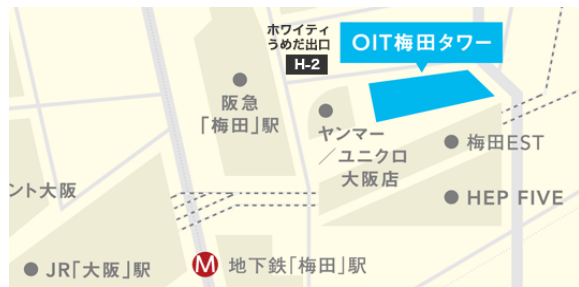 ホワイティ
うめだ出口
H-2
OIT梅田タワー
阪急
「梅田」駅
ヤンマー
／ユニクロ
大阪店
梅田EST
ント大阪
HEP FIVE
JR「大阪」駅
M 地下鉄「梅田」駅